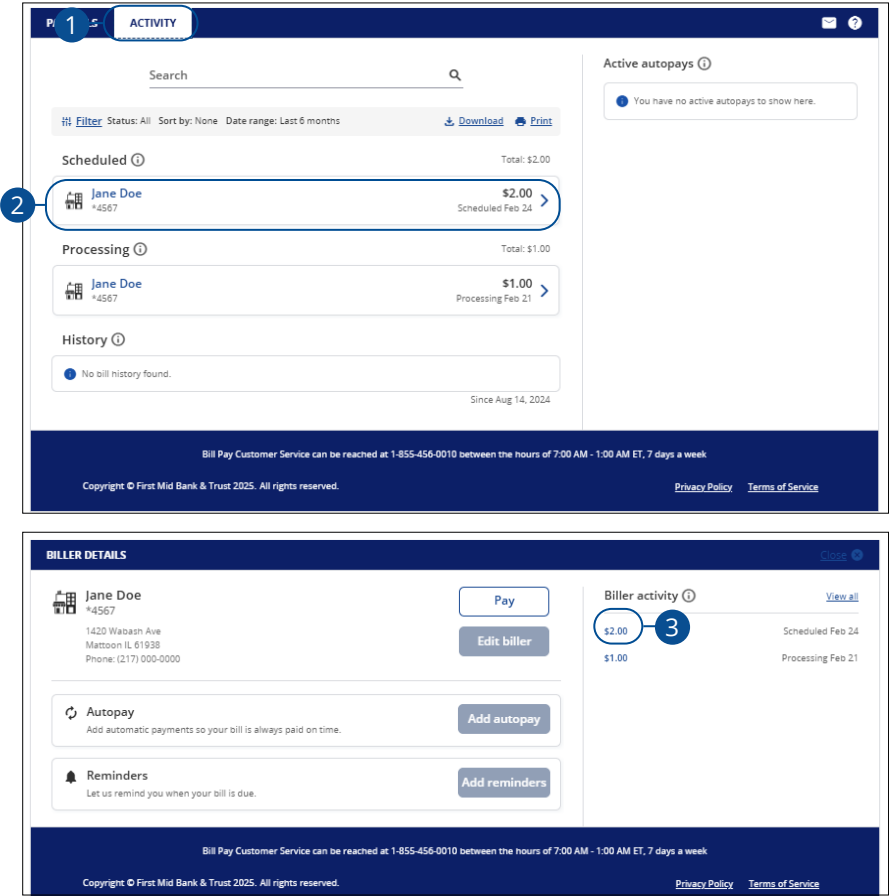 1
ACTIVITY
Search
Active autopays
You have no active autopays to show here.
Filter Status: All Sort by: None Date range: Last 6 months
Download Print
Scheduled
Total: $2.00
2
Jane Doe
$2.00
*4567
Scheduled Feb 24
Processing
Total: $1.00
Jane Doe
$1.00
*4567
Processing Feb 21
History
No bill history found.
Since Aug 14, 2024
Bill Pay Customer Service can be reached at 1-855-456-0010 between the hours of 7:00 AM - 1:00 AM ET, 7 days a week
Copyright © First Mid Bank & Trust 2025. All rights reserved.
Privacy Policy Terms of Service
BILLER DETAILS
Close
Jane Doe
*4567
1420 Wabash Ave
Mattoon IL 61938
Phone: (217) 000-0000
Pay
Edit biller
Autopay
Add automatic payments so your bill is always paid on time.
Add autopay
Reminders
Let us remind you when your bill is due.
Add reminders
Biller activity
View all
$2.00
3
Scheduled Feb 24
$1.00
Processing Feb 21
Bill Pay Customer Service can be reached at 1-855-456-0010 between the hours of 7:00 AM - 1:00 AM ET, 7 days a week
Copyright © First Mid Bank & Trust 2025. All rights reserved.
Privacy Policy Terms of Service